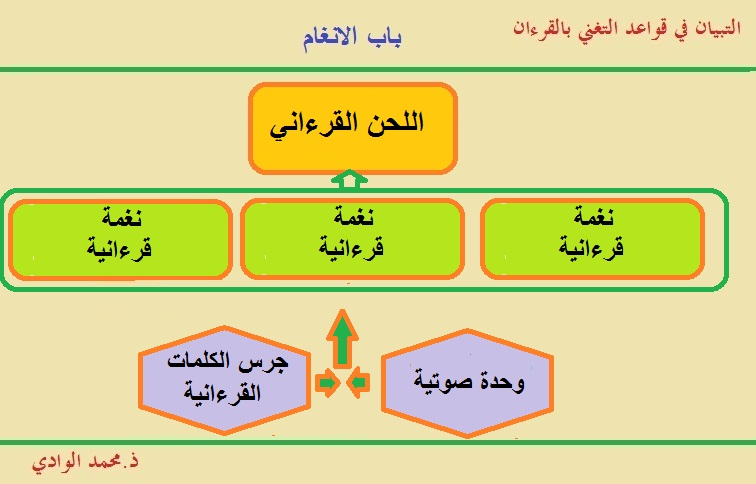 التبيان في قواعد التغني بالقرءان
باب الانغام
اللحن القرءاني
نغمة
قرءانية
نغمة
قرءانية
نغمة
قرءانية
وحدة صوتية
جرس الكلمات
القرءانية
ذ.محمد الوادي